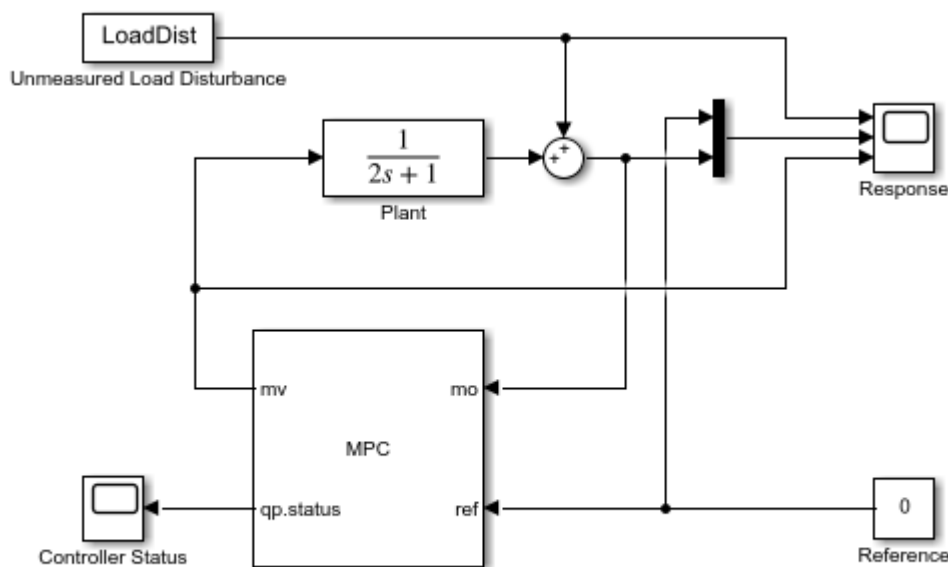 LoadDist
Unmeasured Load Disturbance
1
2s + 1
Plant
+
+
Response
mv
mo
MPC
qp.status
ref
0
Controller Status
Reference